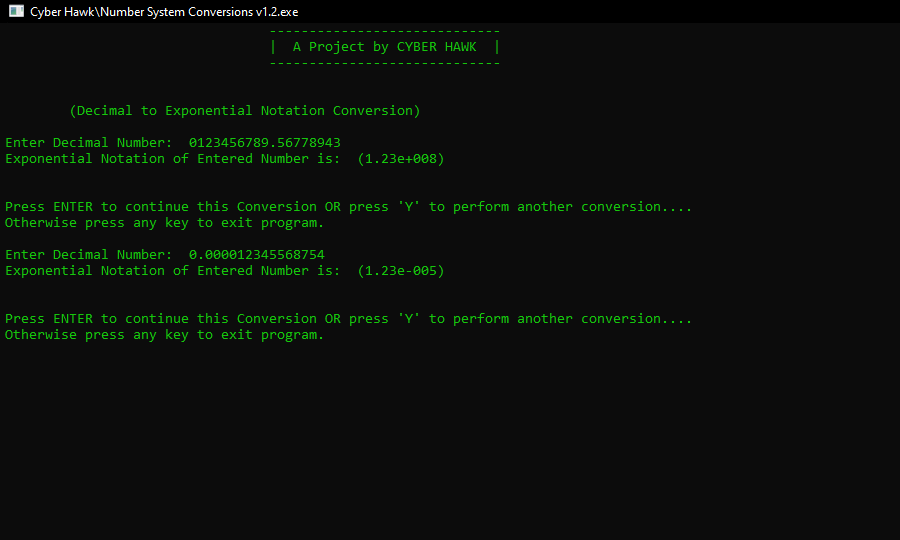 Cyber Hawk\Number System Conversions v1.2.exe
-----------------------------
|  A Project by CYBER HAWK  |
-----------------------------
(Decimal to Exponential Notation Conversion)
Enter Decimal Number:  0123456789.56778943
Exponential Notation of Entered Number is:  (1.23e+008)
Press ENTER to continue this Conversion OR press 'Y' to perform another conversion....
Otherwise press any key to exit program.
Enter Decimal Number:  0.000012345568754
Exponential Notation of Entered Number is:  (1.23e-005)
Press ENTER to continue this Conversion OR press 'Y' to perform another conversion....
Otherwise press any key to exit program.